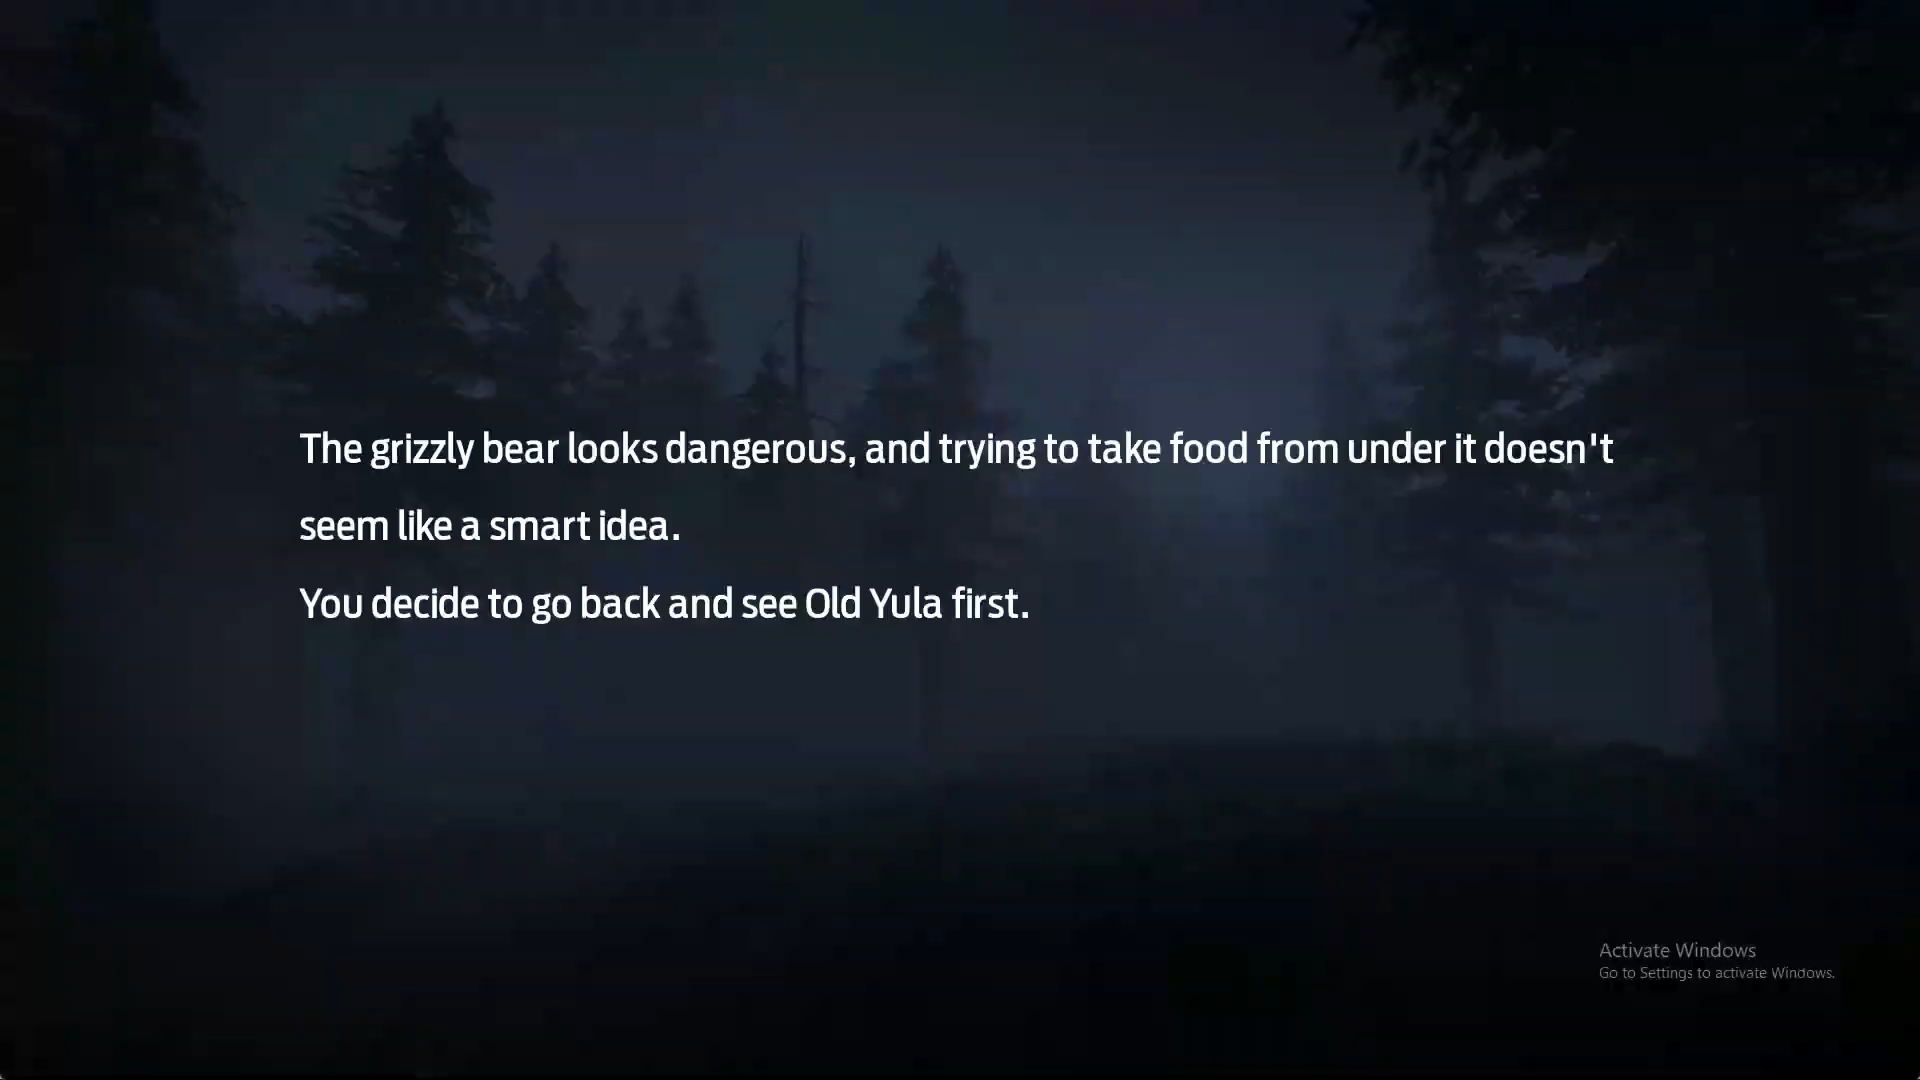 The grizzly bear looks dangerous, and trying to take food from under it doesn't
seem like a smart idea.
You decide to go back and see Old Yula first.
Activate Windows
Go to Settings to activate Windows.